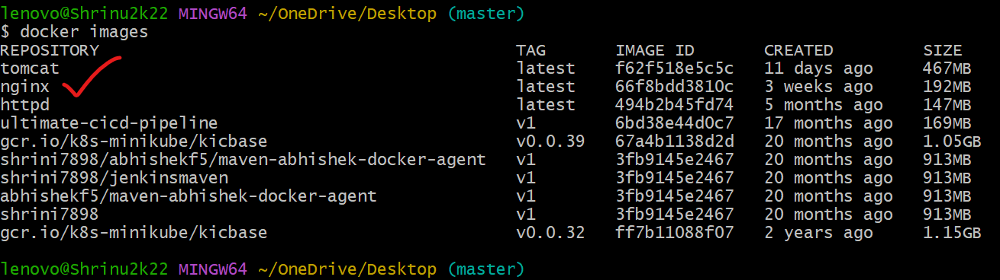 lenovo@Shrinu2k22 MINGW64 ~/OneDrive/Desktop (master)
$ docker images
REPOSITORY TAG IMAGE ID CREATED SIZE
tomcat latest f62f518e5c5c 11 days ago 467MB
nginx latest 66f8bdd3810c 3 weeks ago 192MB
httpd latest 494b2b45fd74 5 months ago 147MB
ultimate-cicd-pipeline v1 6bd38e44d0c7 17 months ago 169MB
gcr.io/k8s-minikube/kicbase v0.0.39 67a4b1138d2d 20 months ago 1.05GB
shrini7898/abhishekf5/maven-abhishek-docker-agent v1 3fb9145e2467 20 months ago 913MB
shrini7898/jenkinsmaven v1 3fb9145e2467 20 months ago 913MB
abhishekf5/maven-abhishek-docker-agent v1 3fb9145e2467 20 months ago 913MB
shrini7898 v1 3fb9145e2467 20 months ago 913MB
gcr.io/k8s-minikube/kicbase v0.0.32 ff7b11088f07 2 years ago 1.15GB
lenovo@Shrinu2k22 MINGW64 ~/OneDrive/Desktop (master)